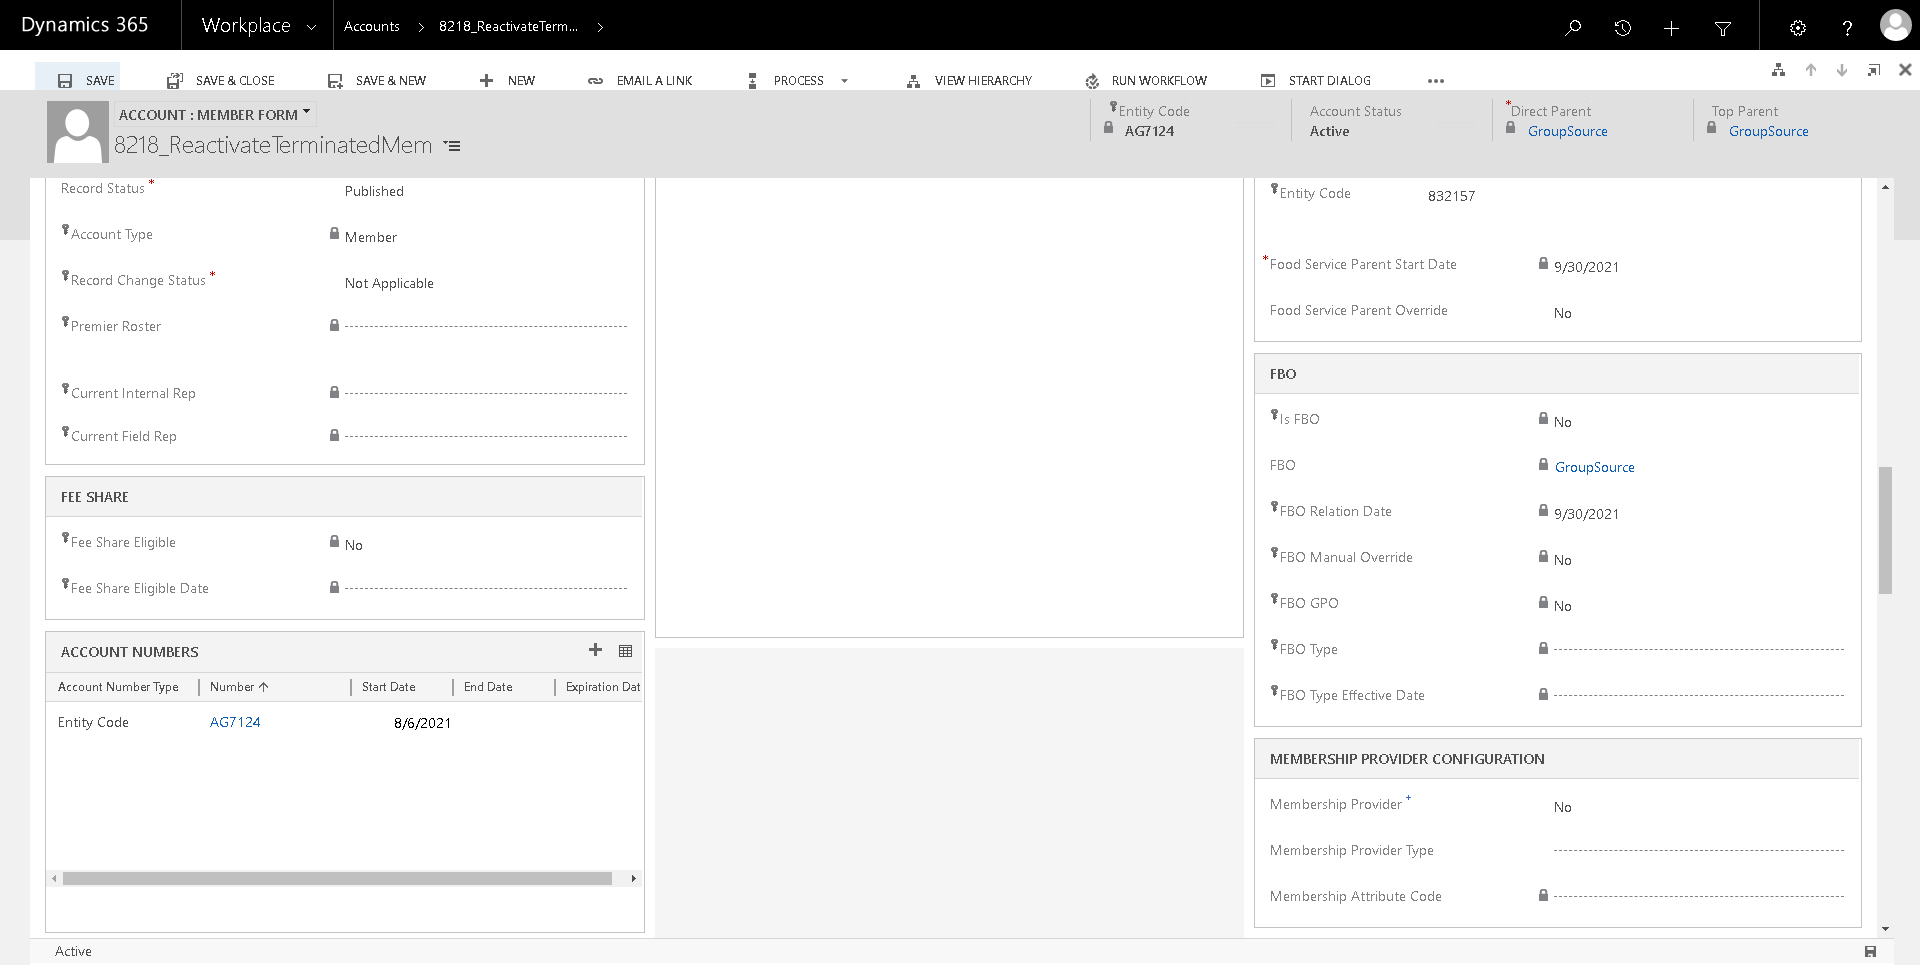 Dynamics 365 Workplace Accounts 8218_ReactivateTerm...
SAVE SAVE & CLOSE SAVE & NEW NEW EMAIL A LINK PROCESS VIEW HIERARCHY RUN WORKFLOW START DIALOG
ACCOUNT : MEMBER FORM
8218_ReactivateTerminatedMem
Entity Code
AG7124
Account Status
Active
*Direct Parent
GroupSource
Top Parent
GroupSource
Record Status * Published
Account Type Member
Record Change Status * Not Applicable
Premier Roster
Current Internal Rep
Current Field Rep
FEE SHARE
Fee Share Eligible No
Fee Share Eligible Date
ACCOUNT NUMBERS
Account Number Type Number Start Date End Date Expiration Dat
Entity Code AG7124 8/6/2021
Entity Code 832157
*Food Service Parent Start Date 9/30/2021
Food Service Parent Override No
FBO
Is FBO No
FBO GroupSource
FBO Relation Date 9/30/2021
FBO Manual Override No
FBO GPO No
FBO Type
FBO Type Effective Date
MEMBERSHIP PROVIDER CONFIGURATION
Membership Provider + No
Membership Provider Type
Membership Attribute Code
Active